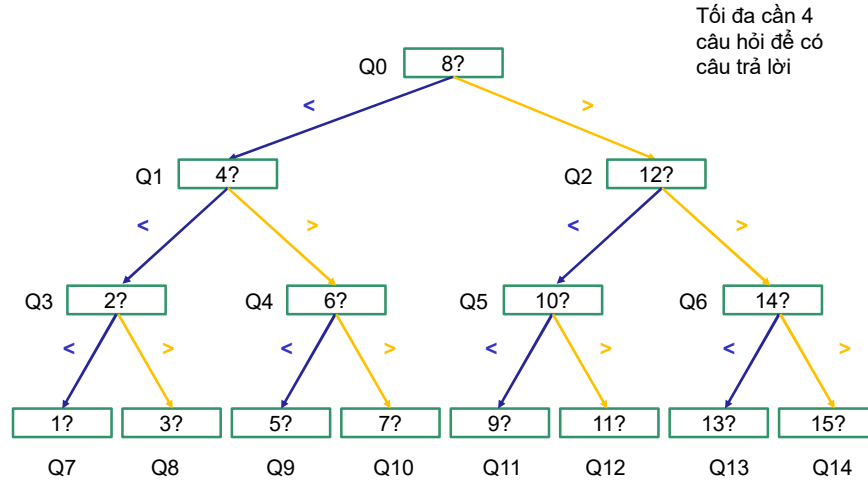 Tối đa cần 4
câu hỏi để có
câu trả lời
Q0 8?
< >
Q1 4? Q2 12?
< > < >
Q3 2? Q4 6? Q5 10? Q6 14?
< > < > < > < >
1? 3? 5? 7? 9? 11? 13? 15?
Q7 Q8 Q9 Q10 Q11 Q12 Q13 Q14